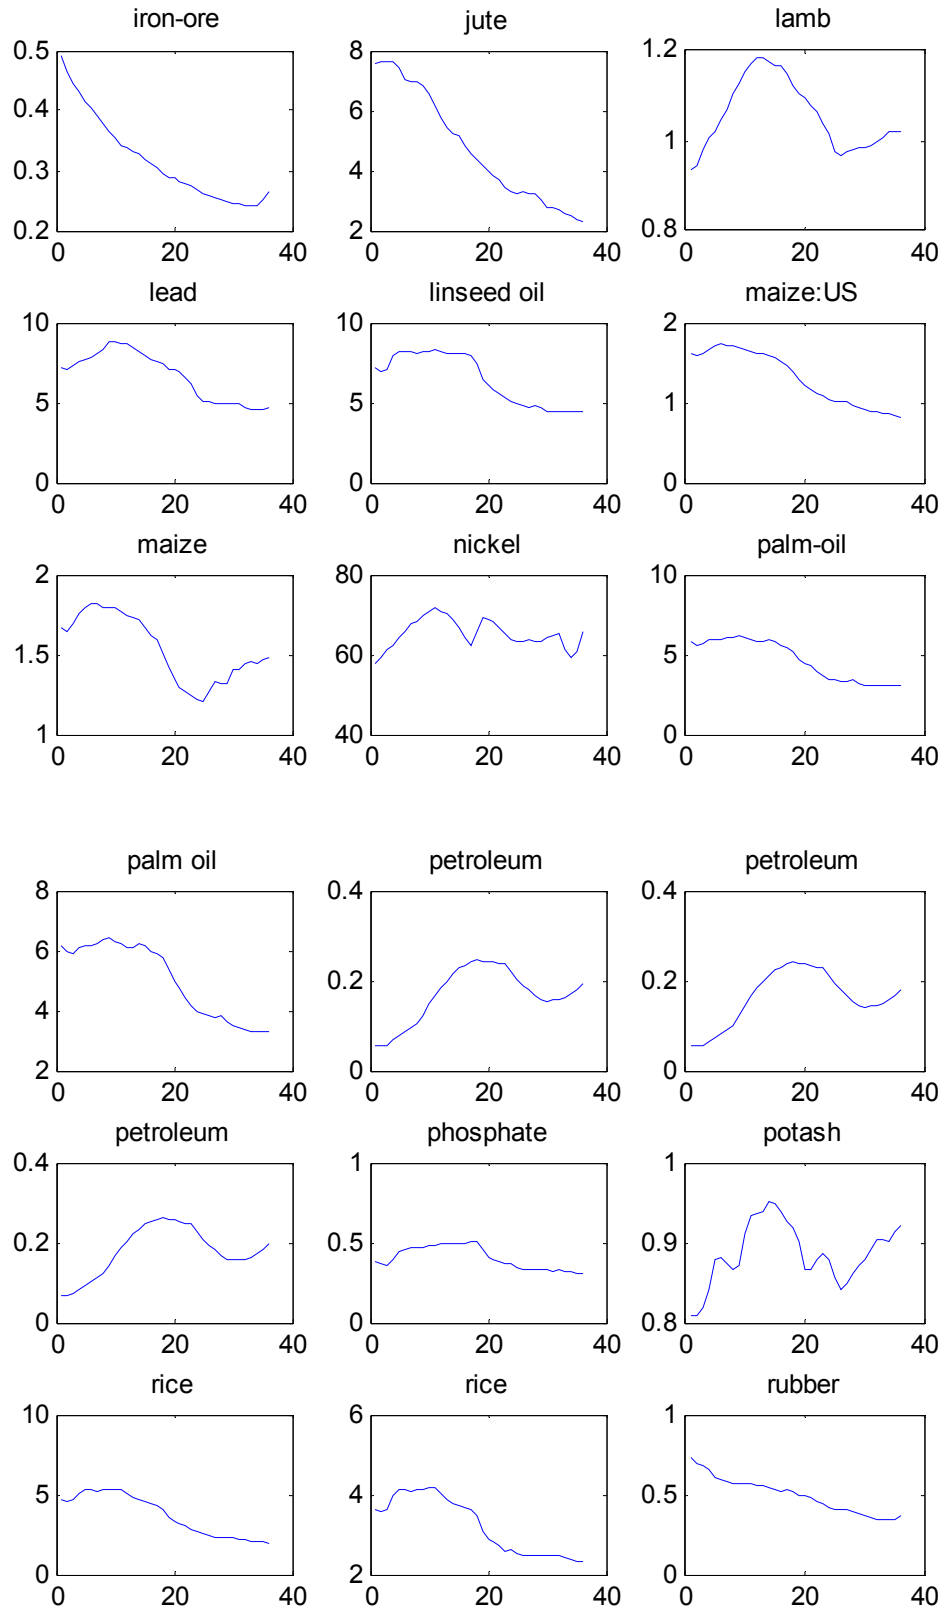 iron-ore jute lamb
0.5 8 1.2
0.4 6
0.3 4 1
0.2 2 0.8
0 20 40 0 20 40 0 20 40
lead linseed oil maize:US
10 10 2
5 5 1
0 0 0
0 20 40 0 20 40 0 20 40
maize nickel palm-oil
2 80 10
1.5 60 5
1 40 0
0 20 40 0 20 40 0 20 40
palm oil petroleum petroleum
8 0.4 0.4
6
0.2 0.2
4
2 0 0
0 20 40 0 20 40 0 20 40
petroleum phosphate potash
0.4 1 1
0.2 0.5 0.9
0 0 0.8
0 20 40 0 20 40 0 20 40
rice rice rubber
10 6 1
5 4 0.5
0 2 0
0 20 40 0 20 40 0 20 40